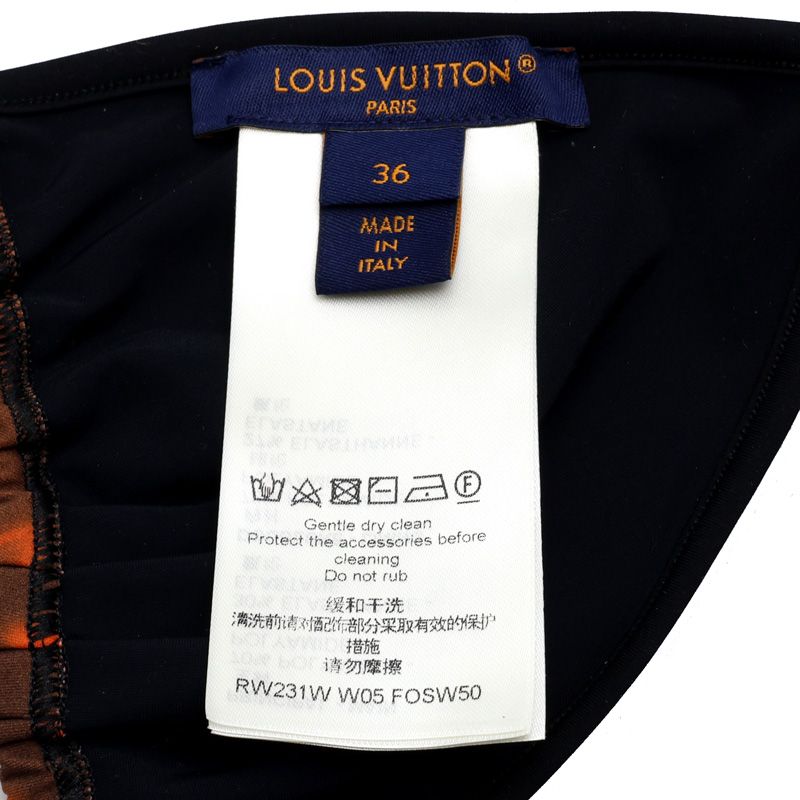 LOUIS VUITTON®
PARIS
36
MADE
IN
ITALY
F
Gentle dry clean
Protect the accessories before
cleaning
Do not rub
缓和干洗
清洗前请对配饰部分采取有效的保护
措施
请勿摩擦
RW231W W05 FOSW50